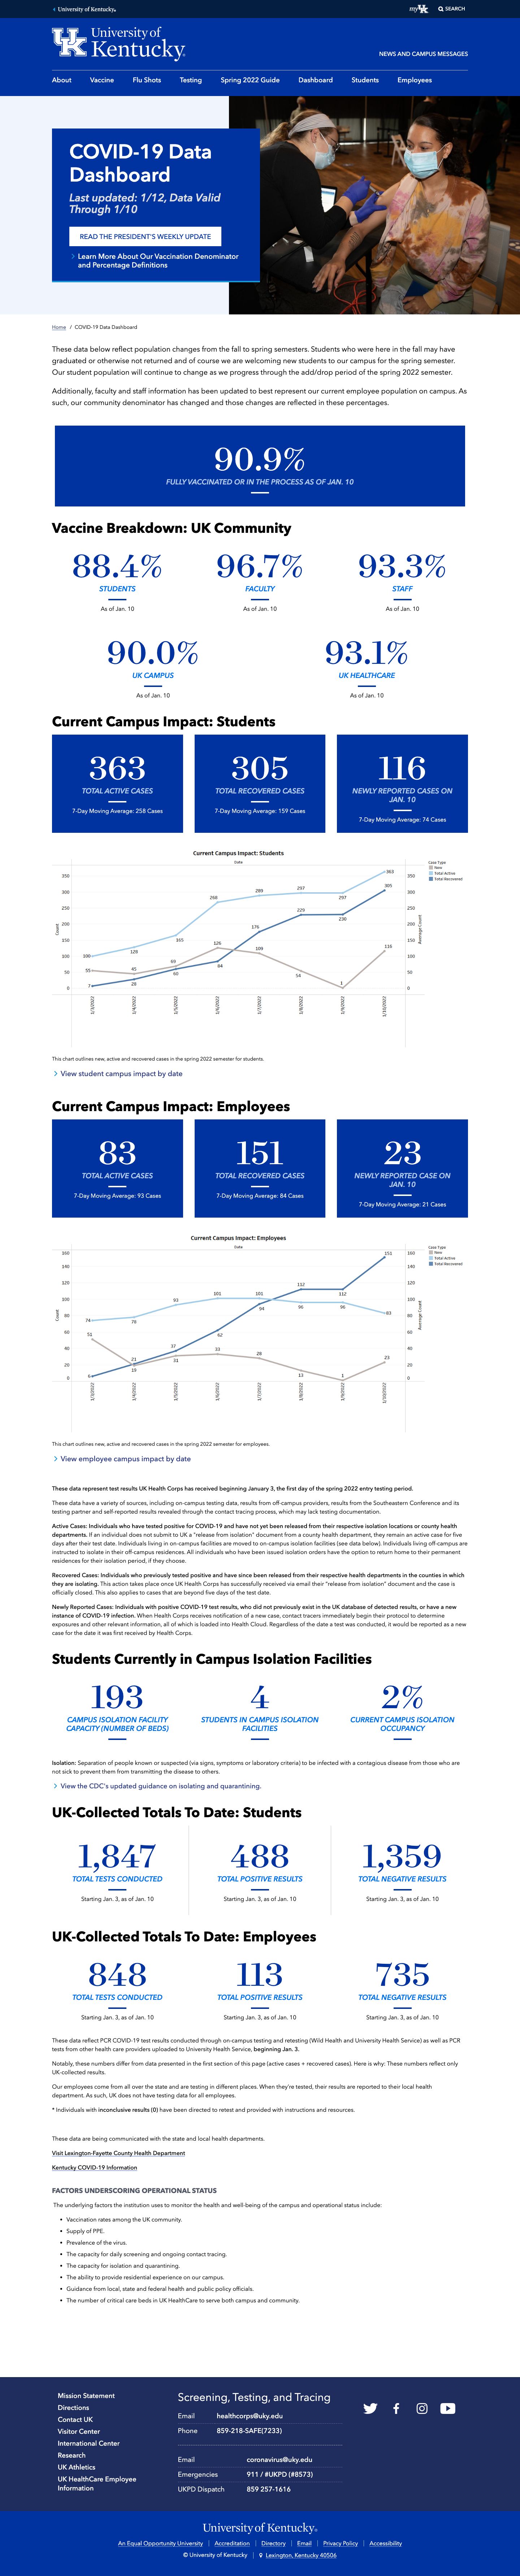 University of Kentucky.
myUK
SEARCH
UK University of Kentucky
NEWS AND CAMPUS MESSAGES
About Vaccine Flu Shots Testing Spring 2022 Guide Dashboard Students Employees
COVID-19 Data
Dashboard
Last updated: 1/12, Data Valid
Through 1/10
READ THE PRESIDENT'S WEEKLY UPDATE
Learn More About Our Vaccination Denominator
and Percentage Definitions
Home / COVID-19 Data Dashboard
These data below reflect population changes from the fall to spring semesters. Students who were here in the fall may have
graduated or otherwise not returned and of course we are welcoming new students to our campus for the spring semester.
Our student population will continue to change as we progress through the add/drop period of the spring 2022 semester.
Additionally, faculty and staff information has been updated to best represent our current employee population on campus. As
such, our community denominator has changed and those changes are reflected in these percentages.
90.9%
FULLY VACCINATED OR IN THE PROCESS AS OF JAN. 10
Vaccine Breakdown: UK Community
88.4% 96.7% 93.3%
STUDENTS FACULTY STAFF
As of Jan. 10 As of Jan. 10 As of Jan. 10
90.0% 93.1%
UK CAMPUS UK HEALTHCARE
As of Jan. 10 As of Jan. 10
Current Campus Impact: Students
363
TOTAL ACTIVE CASES
7-Day Moving Average: 258 Cases
305
TOTAL RECOVERED CASES
7-Day Moving Average: 159 Cases
116
NEWLY REPORTED CASES ON
JAN. 10
7-Day Moving Average: 74 Cases
Current Campus Impact: Students
Date
Case Type
New
Total-Active
Total Recovered
Count
350
300
250
200
150
100
50
0
100 128 165 268 289 297 297 363
7 28 60 84 176 229 230 305
55 45 69 126 109 54 1 116
350
300
250
200
150
100
50
0
Average Count
1/3/2022 1/4/2022 1/5/2022 1/6/2022 1/7/2022 1/8/2022 1/9/2022 1/10/2022
This chart outlines new, active and recovered cases in the spring 2022 semester for students.
View student campus impact by date
Current Campus Impact: Employees
83
TOTAL ACTIVE CASES
7-Day Moving Average: 93 Cases
151
TOTAL RECOVERED CASES
7-Day Moving Average: 84 Cases
23
NEWLY REPORTED CASE ON
JAN. 10
7-Day Moving Average: 21 Cases
Current Campus Impact: Employees
Date
Case Type
New
Total-Active
Total Recovered
Count
160
140
120
100
80
60
40
20
0
74 78 93 101 101 96 96 83
6 21 37 62 94 112 112 151
51 19 31 33 28 13 1 23
160
140
120
100
80
60
40
20
0
Average Count
1/3/2022 1/4/2022 1/5/2022 1/6/2022 1/7/2022 1/8/2022 1/9/2022 1/10/2022
This chart outlines new, active and recovered cases in the spring 2022 semester for employees.
View employee campus impact by date
These data represent test results UK Health Corps has received beginning January 3, the first day of the spring 2022 entry testing period.
These data have a variety of sources, including on-campus testing data, results from off-campus providers, results from the Southeastern Conference and its
testing partner and self-reported results revealed through the contact tracing process, which may lack testing documentation.
Active Cases: Individuals who have tested positive for COVID-19 and have not yet been released from their respective isolation locations or county health
departments. If an individual does not submit to UK a "release from isolation" document from a county health department, they remain an active case for five
days after their test date. Individuals living in on-campus facilities are moved to on-campus isolation facilities (see data below). Individuals living off-campus are
instructed to isolate in their off-campus residences. All individuals who have been issued isolation orders have the option to return home to their permanent
residences for their isolation period, if they choose.
Recovered Cases: Individuals who previously tested positive and have since been released from their respective health departments in the counties in which
they are isolating. This action takes place once UK Health Corps has successfully received via email their "release from isolation" document and the case is
officially closed. This also applies to cases that are beyond five days of the test date.
Newly Reported Cases: Individuals with positive COVID-19 test results, who did not previously exist in the UK database of detected results, or have a new
instance of COVID-19 infection. When Health Corps receives notification of a new case, contact tracers immediately begin their protocol to determine
exposures and other relevant information, all of which is loaded into Health Cloud. Regardless of the date a test was conducted, it would be reported as a new
case for the date it was first received by Health Corps.
Students Currently in Campus Isolation Facilities
193
CAMPUS ISOLATION FACILITY
CAPACITY (NUMBER OF BEDS)
4
STUDENTS IN CAMPUS ISOLATION
FACILITIES
2%
CURRENT CAMPUS ISOLATION
OCCUPANCY
Isolation: Separation of people known or suspected (via signs, symptoms or laboratory criteria) to be infected with a contagious disease from those who are
not sick to prevent them from transmitting the disease to others.
View the CDC's updated guidance on isolating and quarantining.
UK-Collected Totals To Date: Students
1,847 488 1,359
TOTAL TESTS CONDUCTED TOTAL POSITIVE RESULTS TOTAL NEGATIVE RESULTS
Starting Jan. 3, as of Jan. 10 Starting Jan. 3, as of Jan. 10 Starting Jan. 3, as of Jan. 10
UK-Collected Totals To Date: Employees
848 113 735
TOTAL TESTS CONDUCTED TOTAL POSITIVE RESULTS TOTAL NEGATIVE RESULTS
Starting Jan. 3, as of Jan. 10 Starting Jan. 3, as of Jan. 10 Starting Jan. 3, as of Jan. 10
These data reflect PCR COVID-19 test results conducted through on-campus testing and retesting (Wild Health and University Health Service) as well as PCR
tests from other health care providers uploaded to University Health Service, beginning Jan. 3.
Notably, these numbers differ from data presented in the first section of this page (active cases + recovered cases). Here is why: These numbers reflect only
UK-collected results.
Our employees come from all over the state and are testing in different places. When they're tested, their results are reported to their local health
department. As such, UK does not have testing data for all employees.
* Individuals with inconclusive results (0) have been directed to retest and provided with instructions and resources.
These data are being communicated with the state and local health departments.
Visit Lexington-Fayette County Health Department
Kentucky COVID-19 Information
FACTORS UNDERSCORING OPERATIONAL STATUS
The underlying factors the institution uses to monitor the health and well-being of the campus and operational status include:
• Vaccination rates among the UK community.
• Supply of PPE.
• Prevalence of the virus.
• The capacity for daily screening and ongoing contact tracing.
• The capacity for isolation and quarantining.
• The ability to provide residential experience on our campus.
• Guidance from local, state and federal health and public policy officials.
• The number of critical care beds in UK HealthCare to serve both campus and community.
Mission Statement
Directions
Contact UK
Visitor Center
International Center
Research
UK Athletics
UK HealthCare Employee
Information
Screening, Testing, and Tracing
Email healthcorps@uky.edu
Phone 859-218-SAFE(7233)
Email coronavirus@uky.edu
Emergencies 911 / #UKPD (#8573)
UKPD Dispatch 859 257-1616
University of Kentucky.
An Equal Opportunity University | Accreditation | Directory | Email | Privacy Policy | Accessibility
© University of Kentucky | Lexington, Kentucky 40506